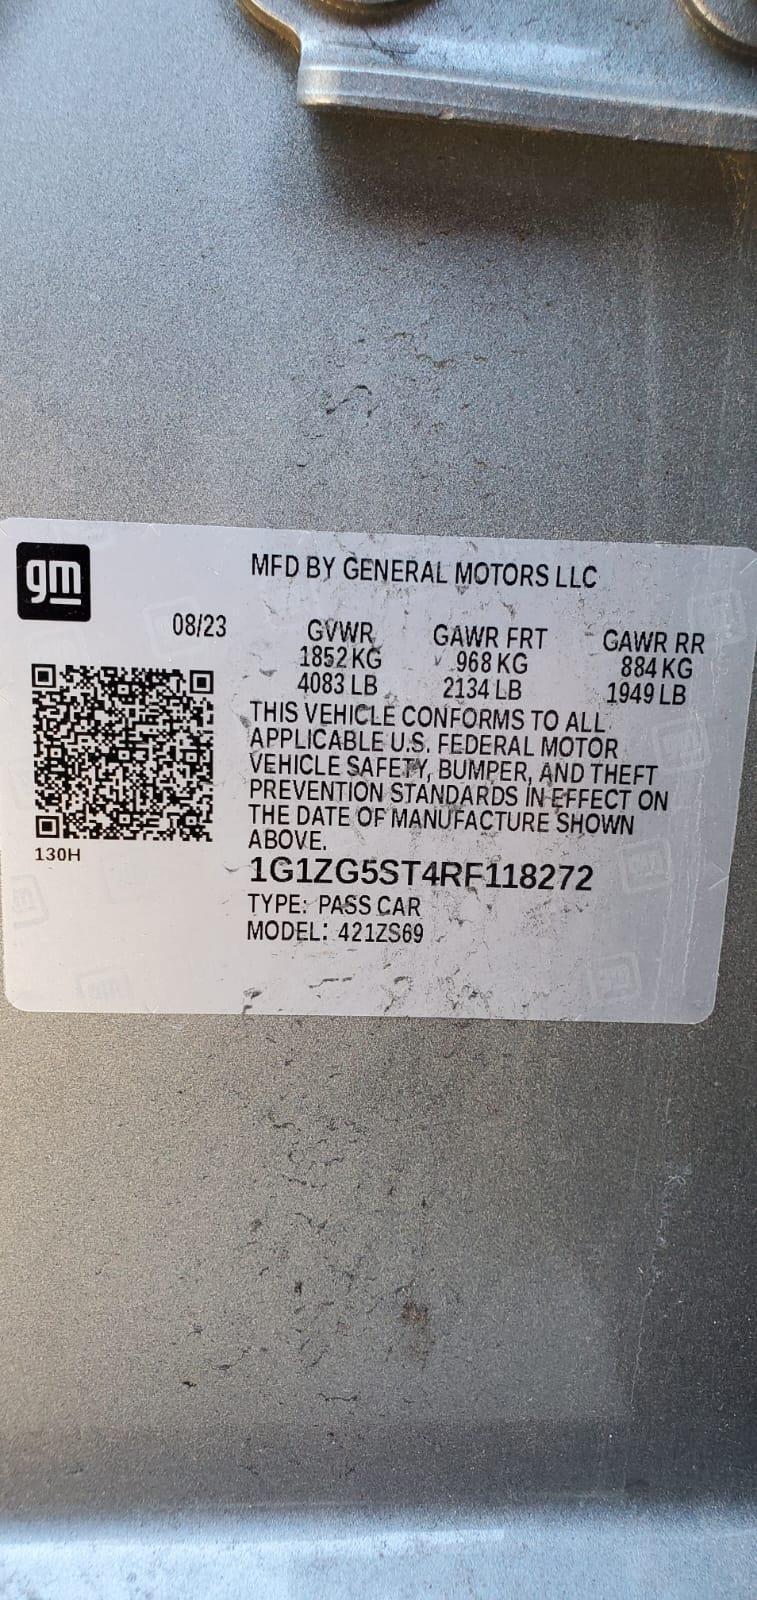 gm
MFD BY GENERAL MOTORS LLC
08/23
GVWR GAWR FRT GAWR RR
1852 KG 968 KG 884 KG
4083 LB 2134 LB 1949 LB
THIS VEHICLE CONFORMS TO ALL
APPLICABLE U.S. FEDERAL MOTOR
VEHICLE SAFETY, BUMPER, AND THEFT
PREVENTION STANDARDS IN EFFECT ON
THE DATE OF MANUFACTURE SHOWN
ABOVE.
130H
1G1ZG5ST4RF118272
TYPE: PASS CAR
MODEL: 421ZS69